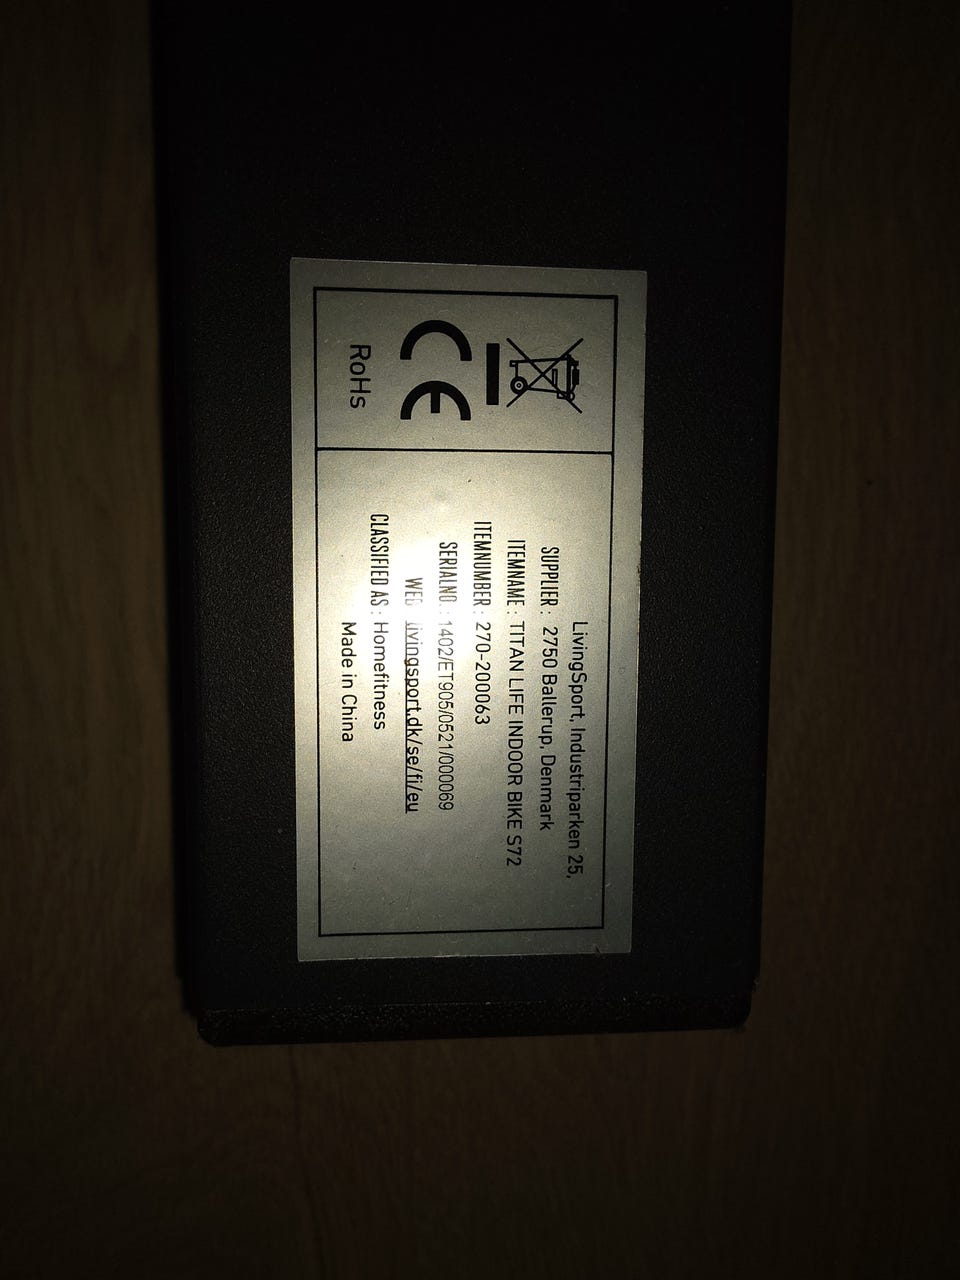 CE
RoHs
LivingSport, Industriparken 25,
SUPPLIER : 2750 Ballerup, Denmark
ITEMNAME : TITAN LIFE INDOOR BIKE S72
ITEMNUMBER : 270-200063
SERIALNO. : 1402/ET905/0521/000069
WEB livingsport.dk/se/fi/eu
CLASSIFIED AS : Homefitness
Made in China